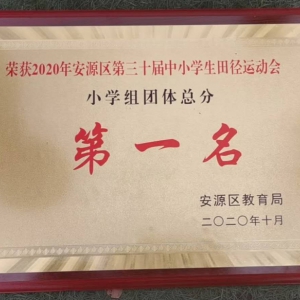 荣获2020年安源区第三十届中小学生田径运动会
小学组团体总分
第一名
安源区教育局
二〇二〇年十月